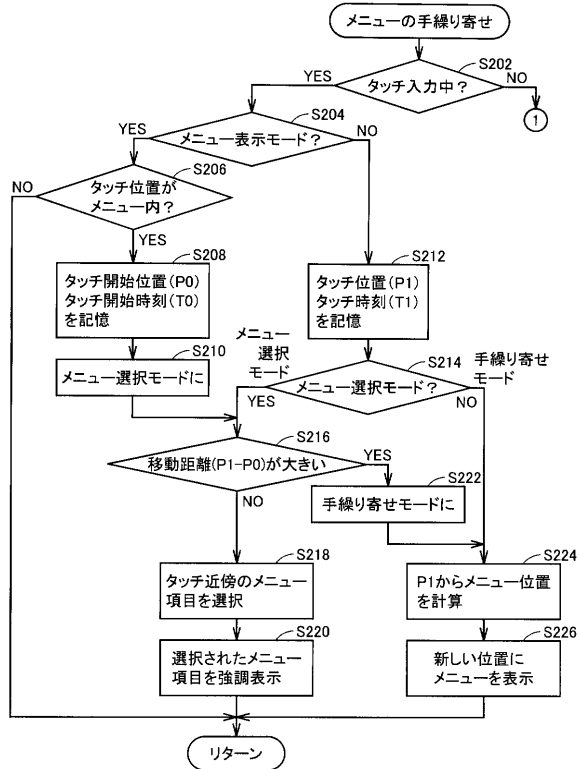 メニューの手繰り寄せ
S202
タッチ入力中?
YES
NO
1
S204
メニュー表示モード?
YES
NO
S206
タッチ位置が
メニュー内?
NO
YES
S208
タッチ開始位置(P0)
タッチ開始時刻(T0)
を記憶
S210
メニュー選択モードに
S212
タッチ位置(P1)
タッチ時刻(T1)
を記憶
メニュー
選択
モード
S214
手繰り寄せ
モード
メニュー選択モード?
YES
NO
S216
移動距離(P1-P0)が大きい
YES
NO
S222
手繰り寄せモードに
S218
タッチ近傍のメニュー
項目を選択
S224
P1からメニュー位置
を計算
S220
選択されたメニュー
項目を強調表示
S226
新しい位置に
メニューを表示
リターン